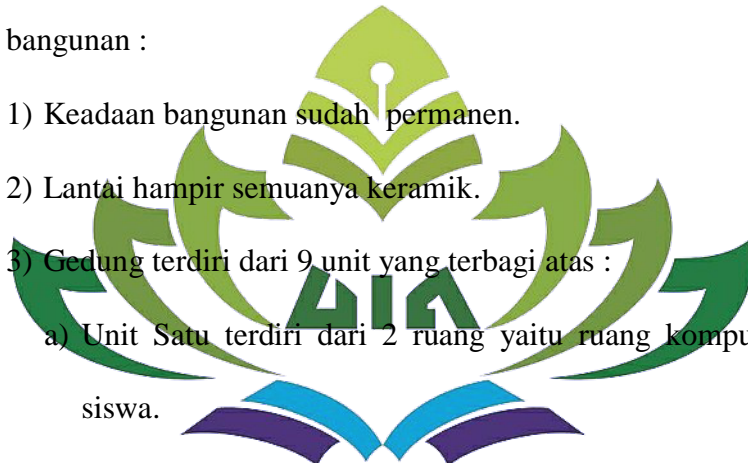 bangunan :
1) Keadaan bangunan sudah permanen.
2) Lantai hampir semuanya keramik.
3) Gedung terdiri dari 9 unit yang terbagi atas :
UIN
a) Unit Satu terdiri dari 2 ruang yaitu ruang
siswa.